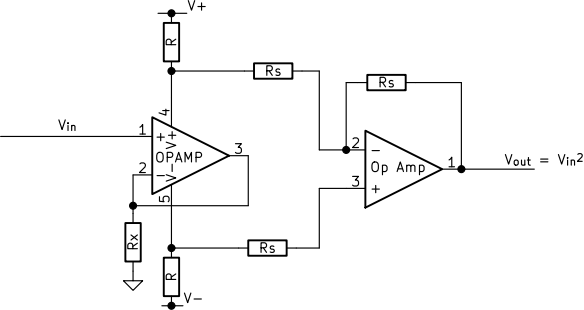 V+
R
Rs
Rs
Vin
4
1
+
V+
3
OPAMP
2
−
V−
5
2
−
Op Amp
1
Vout = Vin²
3
+
Rx
Rs
R
V−